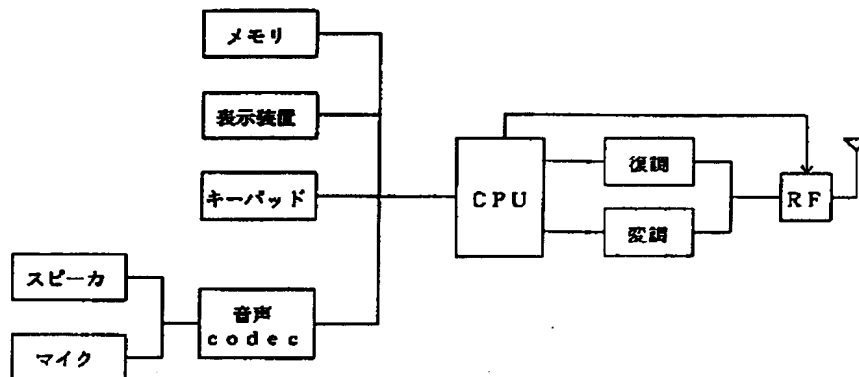 メモリ
表示装置
キーパッド
スピーカ
マイク
音声
codec
CPU
復調
変調
RF